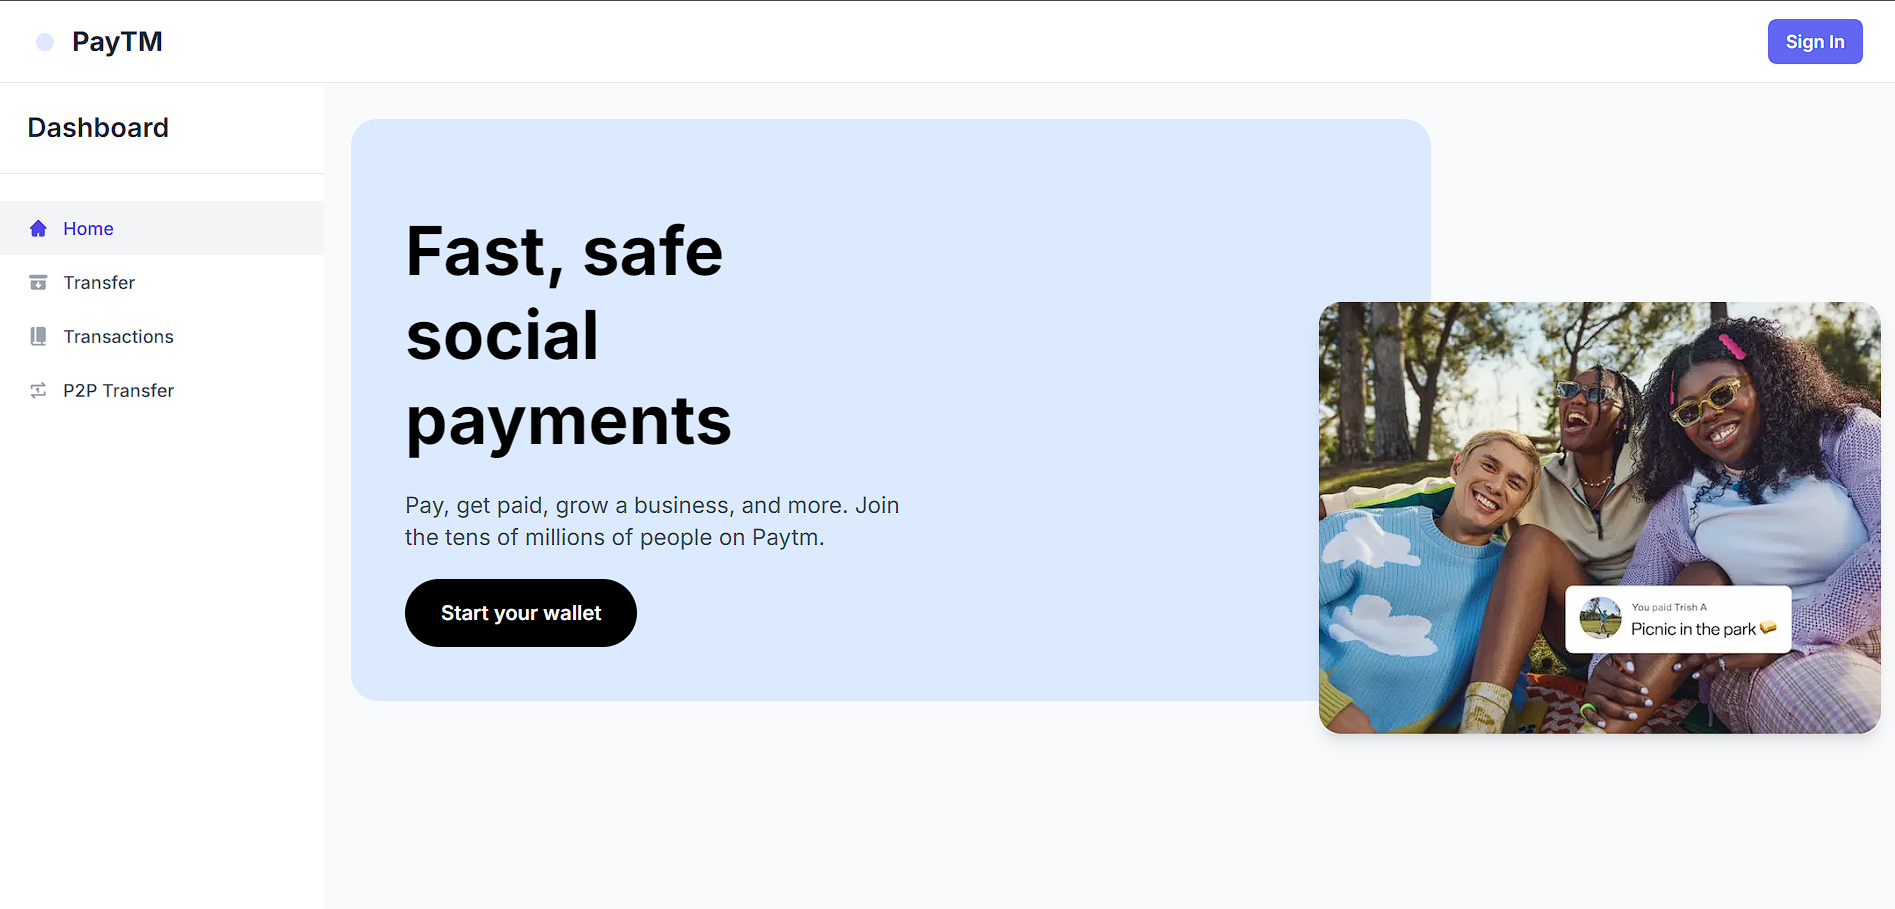 PayTM
Sign In
Dashboard
Home
Transfer
Transactions
P2P Transfer
Fast, safe
social
payments
Pay, get paid, grow a business, and more. Join
the tens of millions of people on Paytm.
Start your wallet
You paid Trish A
Picnic in the park